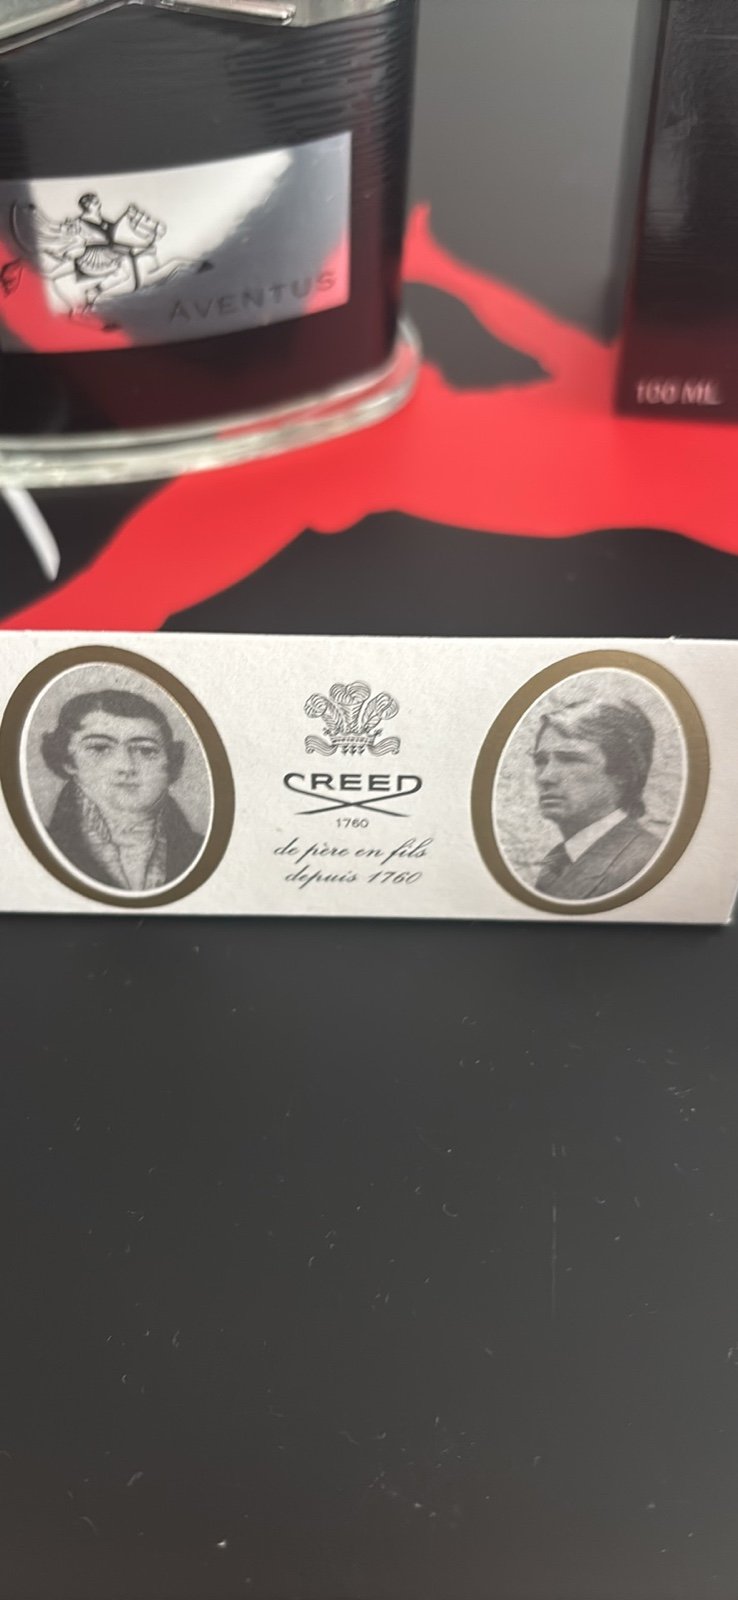 AVENTUS
100 ML
CREED
1760
de père en fils
depuis 1760